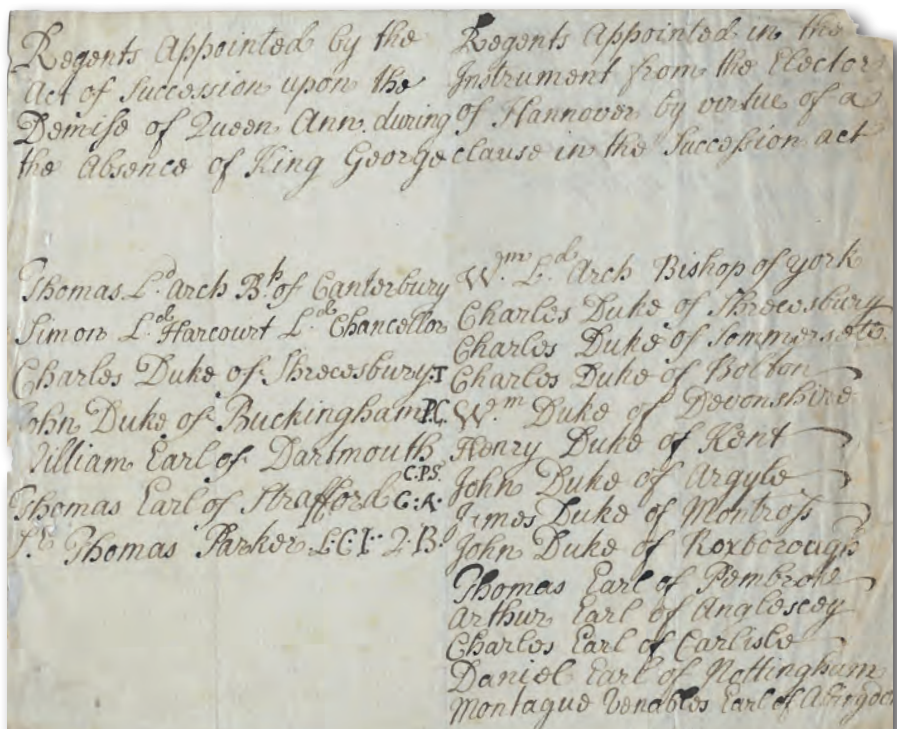 Regents Appointed by the
Act of Succession upon the
Demise of Queen Ann during
the Absence of King George
Thomas Ld. Arch Bp of Canterbury
Simon Ld. Harcourt Ld. Chancellor
Charles Duke of Shrewsbury: T
John Duke of Buckingham P.C.
William Earl of Dartmouth
C.P.S.
Thomas Earl of Strafford C:A:
Sr. Thomas Parker L:C:I: Q:B:
Regents Appointed in the
Instrument from the Elector
of Hannover by virtue of a
clause in the Succession act
Wm. Ld. Arch Bishop of york
Charles Duke of Shrewsbury
Charles Duke of Sommersett
Charles Duke of Bolton
Wm. Duke of Devonshire
Henry Duke of Kent
John Duke of Argyle
James Duke of Montross
John Duke of Roxborough
Thomas Earl of Pembroke
Arthur Earl of Anglescey
Charles Earl of Carlisle
Daniel Earl of Nottingham
Montague Venables Earl of Abingdon